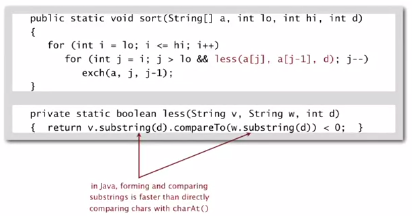 public static void sort(String[] a, int lo, int hi, int d)
{
for (int i = lo; i <= hi; i++)
for (int j = i; j > lo && less(a[j], a[j-1], d); j--)
exch(a, j, j-1);
}
private static boolean less(String v, String w, int d)
{ return v.substring(d).compareTo(w.substring(d)) < 0; }
in Java, forming and comparing
substrings is faster than directly
comparing chars with charAt()